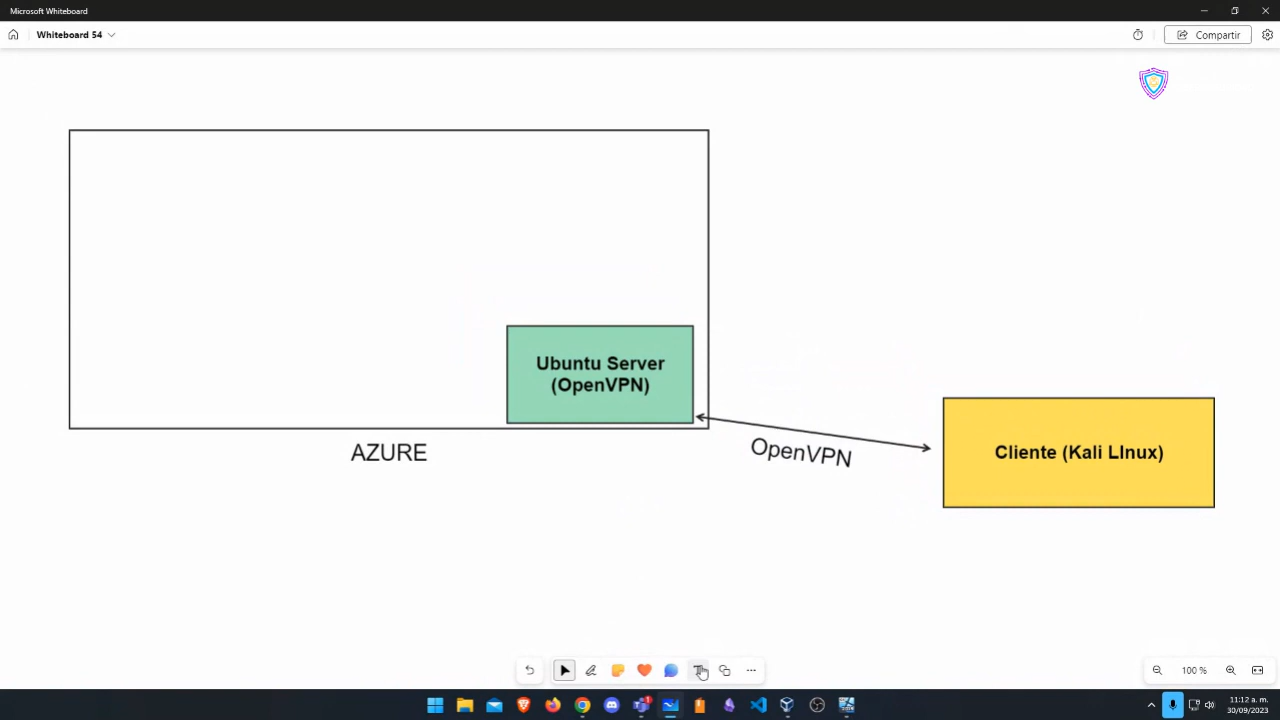 Microsoft Whiteboard
Whiteboard 54
Compartir
Ubuntu Server
(OpenVPN)
AZURE
OpenVPN
Cliente (Kali LInux)
100 %
11:12 a. m.
30/09/2023